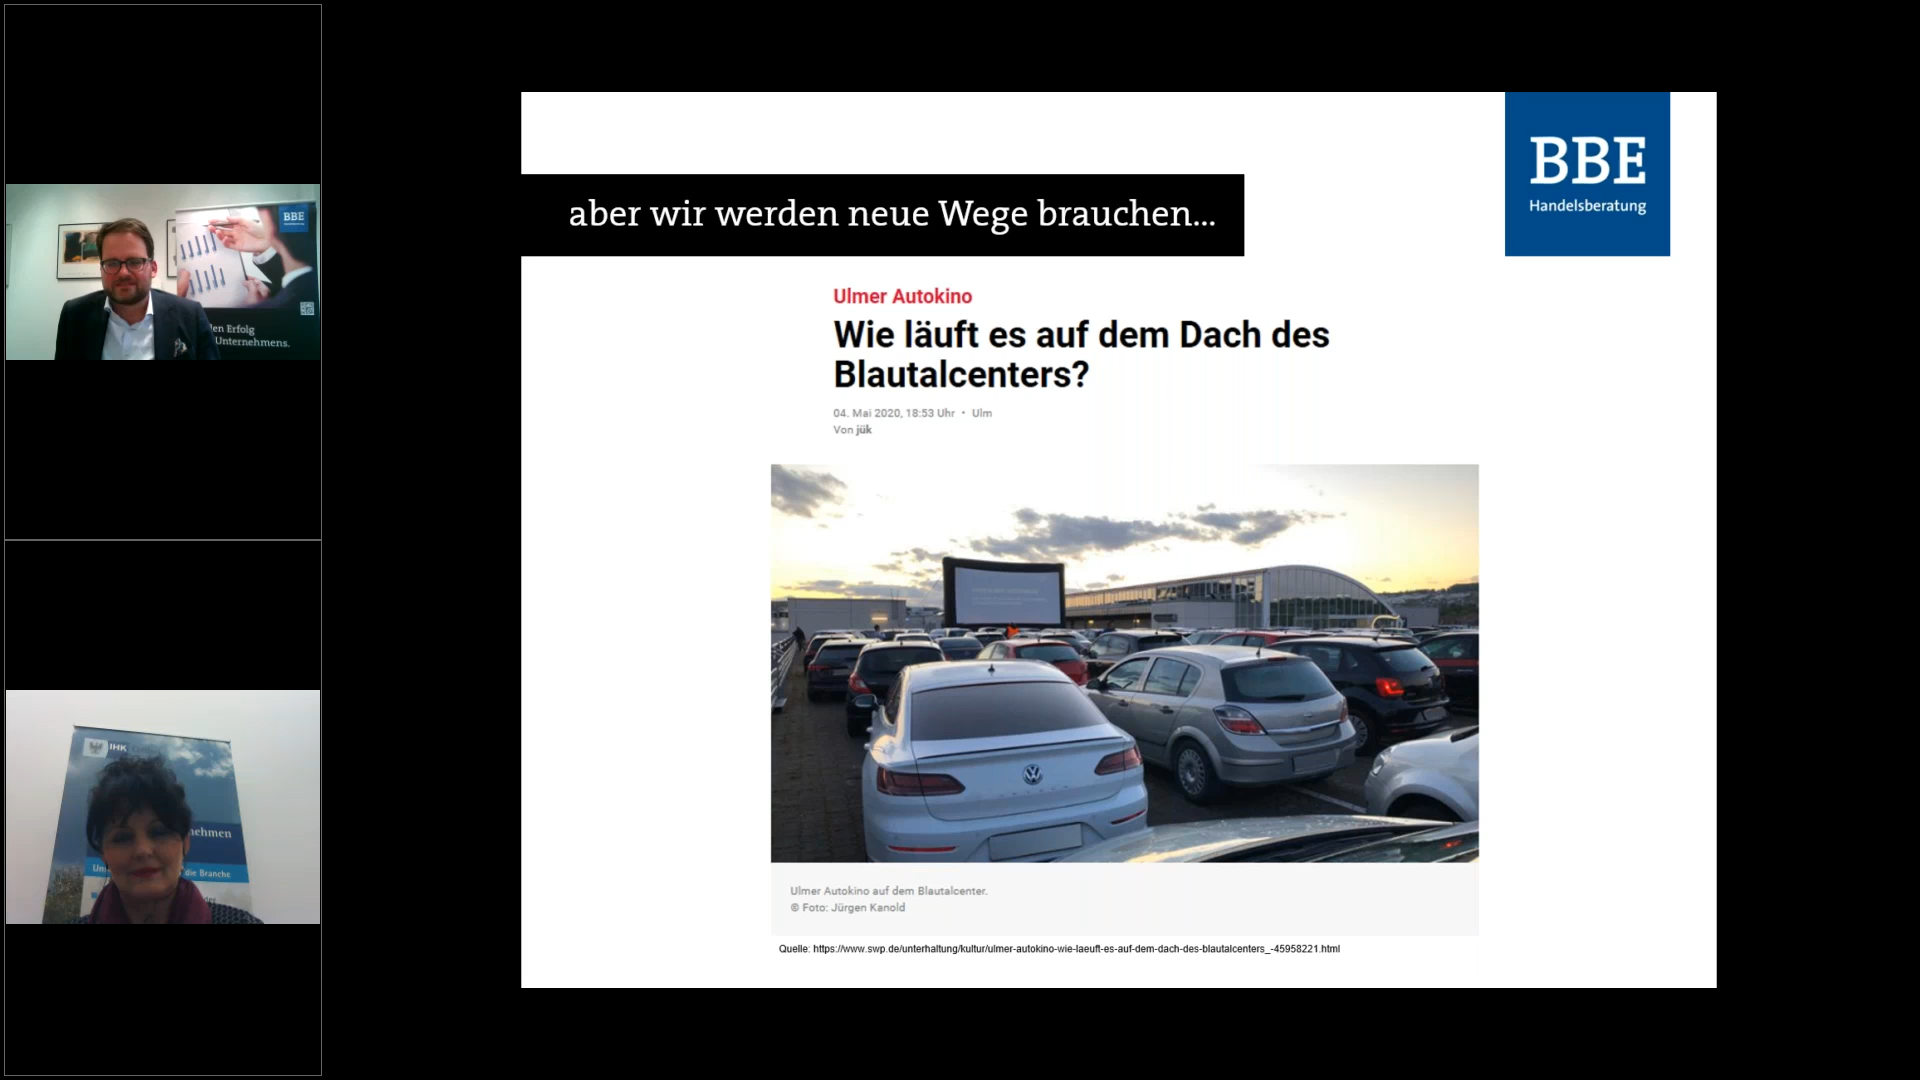 BBE
len Erfolg
Unternehmens.
IHK
nehmen
die Branche
der
aber wir werden neue Wege brauchen...
BBE
Handelsberatung
Ulmer Autokino
Wie läuft es auf dem Dach des
Blautalcenters?
04. Mai 2020, 18:53 Uhr • Ulm
Von jük
Ulmer Autokino auf dem Blautalcenter.
© Foto: Jürgen Kanold
Quelle: https://www.swp.de/unterhaltung/kultur/ulmer-autokino-wie-laeuft-es-auf-dem-dach-des-blautalcenters_-45958221.html